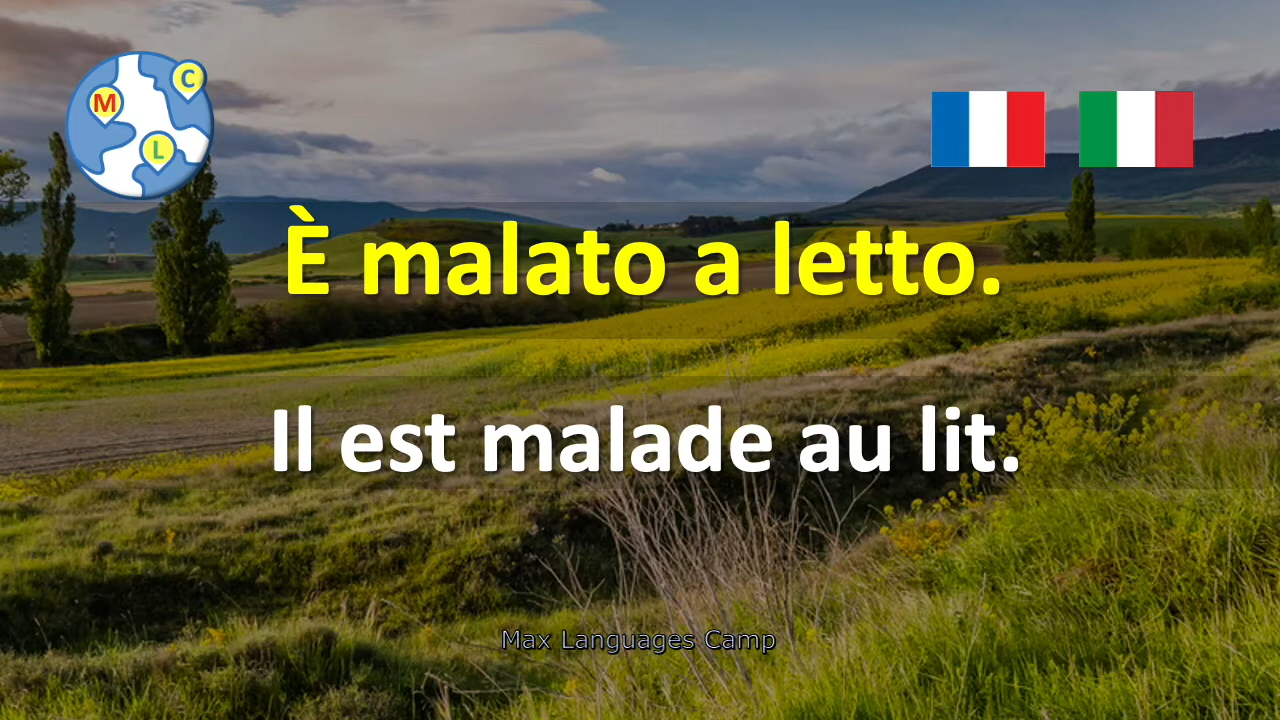 M
C
L
È malato a letto.
Il est malade au lit.
Max Languages Camp